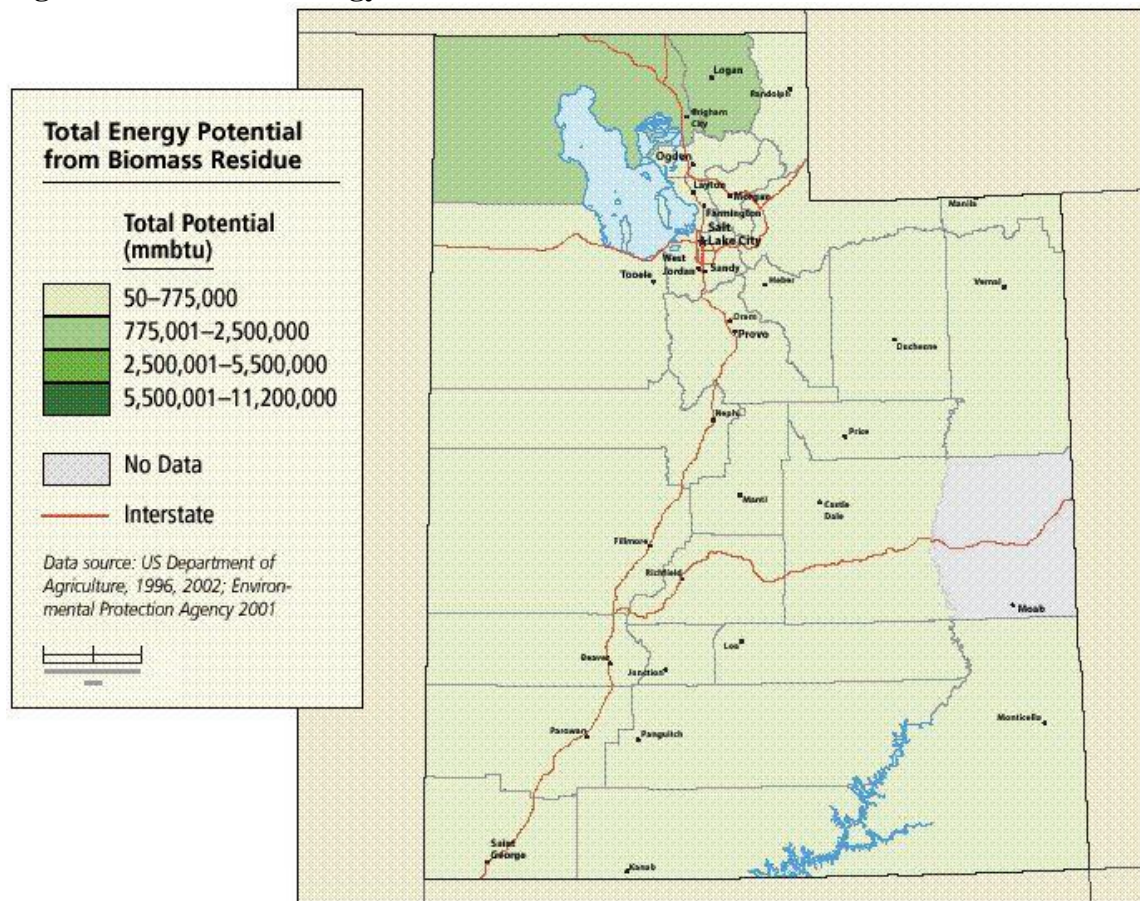 Total Energy Potential
from Biomass Residue
Total Potential
(mmbtu)
50–775,000
775,001–2,500,000
2,500,001–5,500,000
5,500,001–11,200,000
No Data
Interstate
Data source: US Department of
Agriculture, 1996, 2002; Environ-
mental Protection Agency 2001
Logan
Randolph
Brigham
City
Ogden
Layton
Morgan
Farmington
Salt
Lake City
Manila
West
Jordan
Sandy
Tooele
Heber
Vernal
Orem
Provo
Duchesne
Nephi
Price
Manti
Castle
Dale
Fillmore
Richfield
Moab
Loa
Beaver
Junction
Monticello
Parowan
Panguitch
Saint
George
Kanab